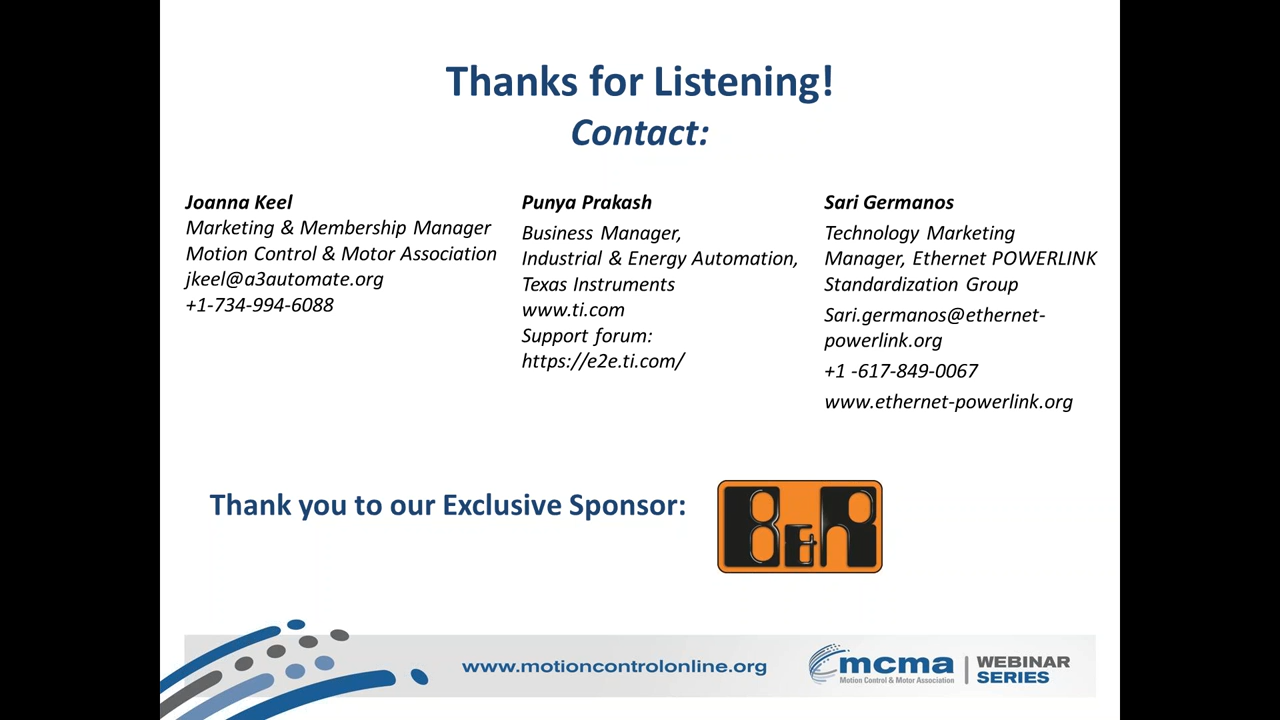 Thanks for Listening!
Contact:
Joanna Keel
Marketing & Membership Manager
Motion Control & Motor Association
jkeel@a3automate.org
+1-734-994-6088
Punya Prakash
Business Manager,
Industrial & Energy Automation,
Texas Instruments
www.ti.com
Support forum:
https://e2e.ti.com/
Sari Germanos
Technology Marketing
Manager, Ethernet POWERLINK
Standardization Group
Sari.germanos@ethernet-
powerlink.org
+1 -617-849-0067
www.ethernet-powerlink.org
Thank you to our Exclusive Sponsor:
B&R
www.motioncontrolonline.org
mcma
Motion Control & Motor Association
WEBINAR
SERIES